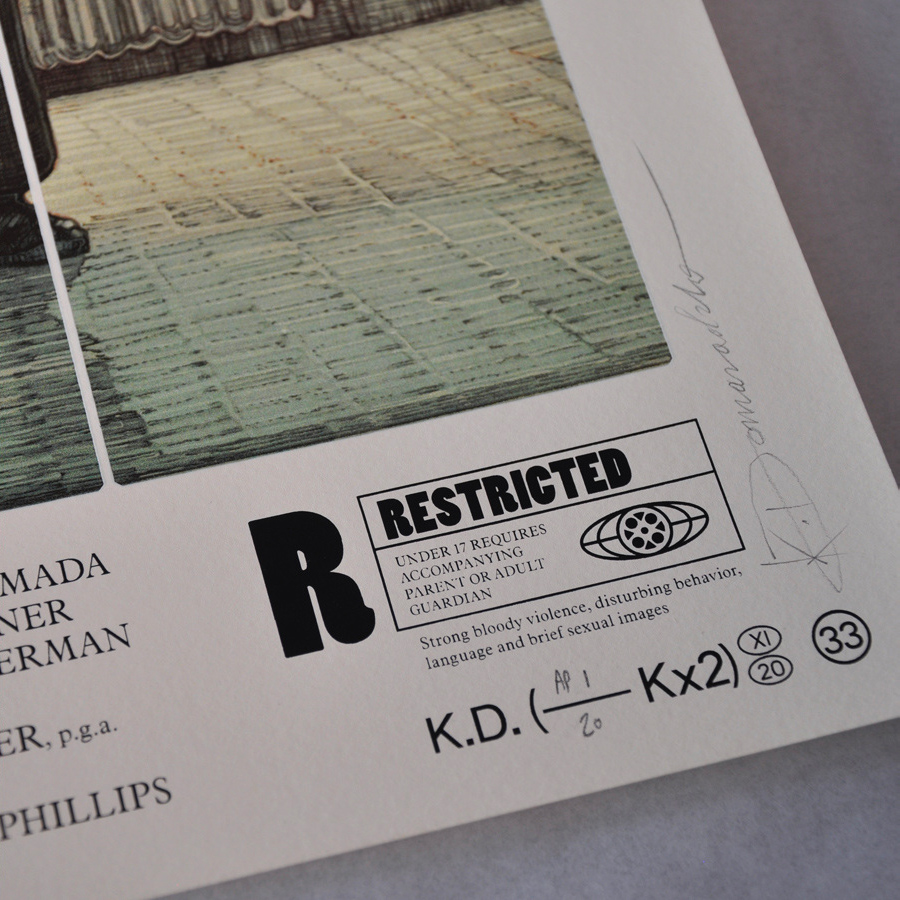 MADA
NER
ERMAN
ER, p.g.a.
PHILLIPS
R
RESTRICTED
UNDER 17 REQUIRES
ACCOMPANYING
PARENT OR ADULT
GUARDIAN
Strong bloody violence, disturbing behavior,
language and brief sexual images
K.D. (AP 1/20 Kx2) XI 20 33
K.Domaradzki